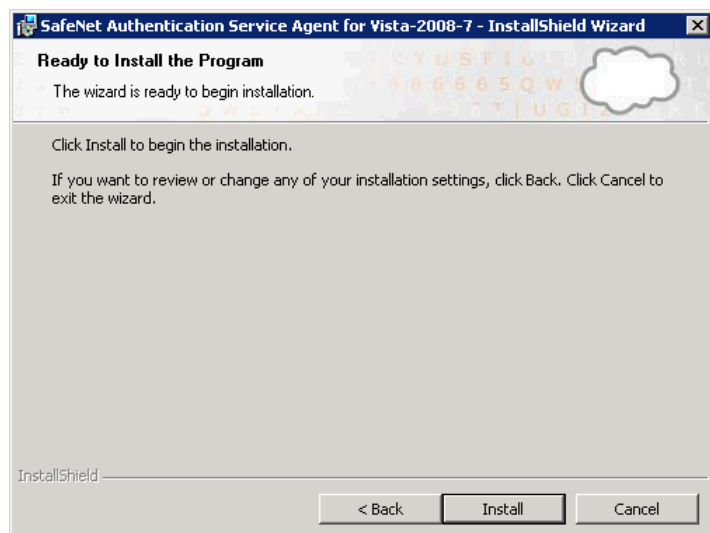 SafeNet Authentication Service Agent for Vista-2008-7 - InstallShield Wizard
Ready to Install the Program
The wizard is ready to begin installation.
Click Install to begin the installation.
If you want to review or change any of your installation settings, click Back. Click Cancel to
exit the wizard.
InstallShield
< Back
Install
Cancel